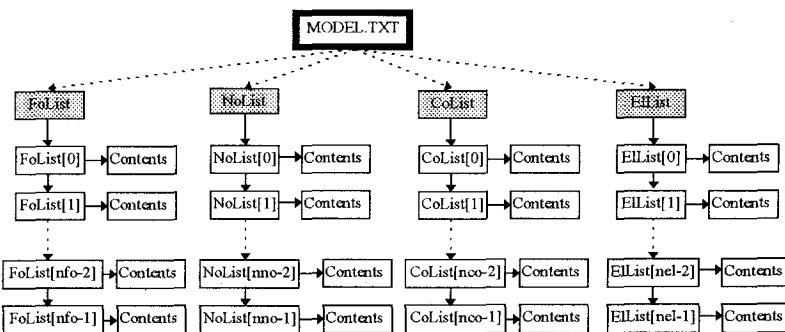 MODEL.TXT
FoList NoList CoList ElList
FoList[0] Contents NoList[0] Contents CoList[0] Contents ElList[0] Contents
FoList[1] Contents NoList[1] Contents CoList[1] Contents ElList[1] Contents
FoList[nfo-2] Contents NoList[nno-2] Contents CoList[nco-2] Contents ElList[nel-2] Contents
FoList[nfo-1] Contents NoList[nno-1] Contents CoList[nco-1] Contents ElList[nel-1] Contents